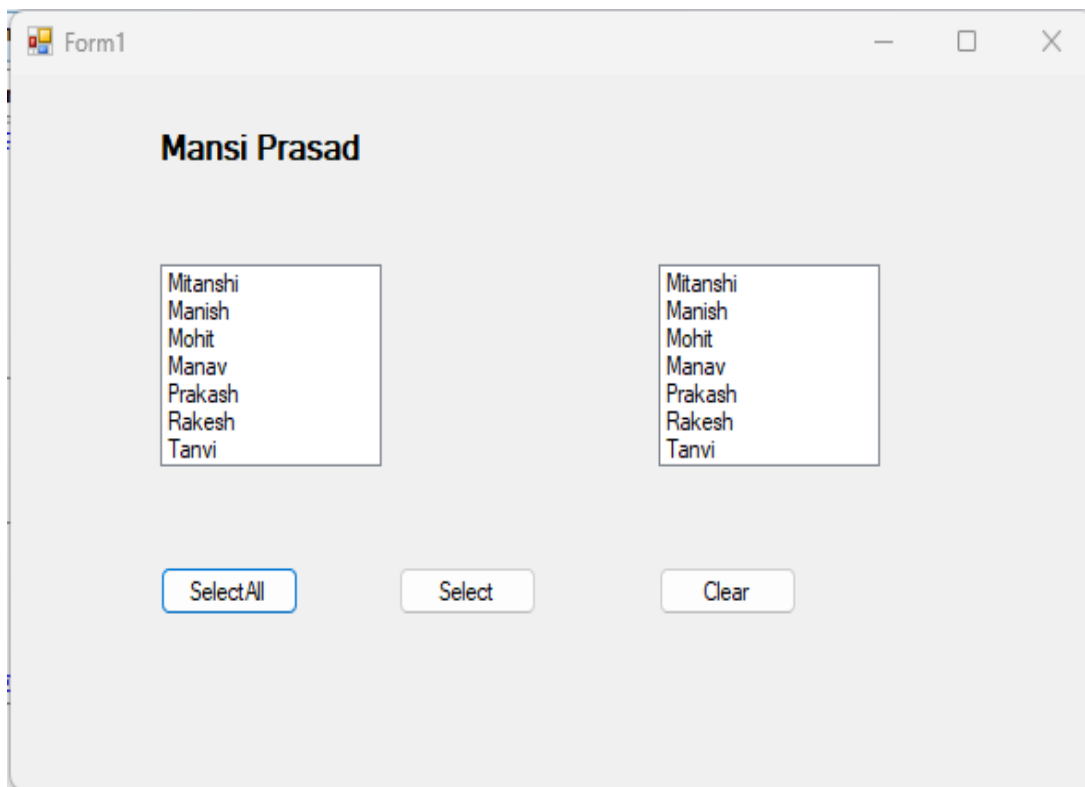 Form1
Mansi Prasad
Mitanshi
Manish
Mohit
Manav
Prakash
Rakesh
Tanvi
Mitanshi
Manish
Mohit
Manav
Prakash
Rakesh
Tanvi
SelectAll Select Clear